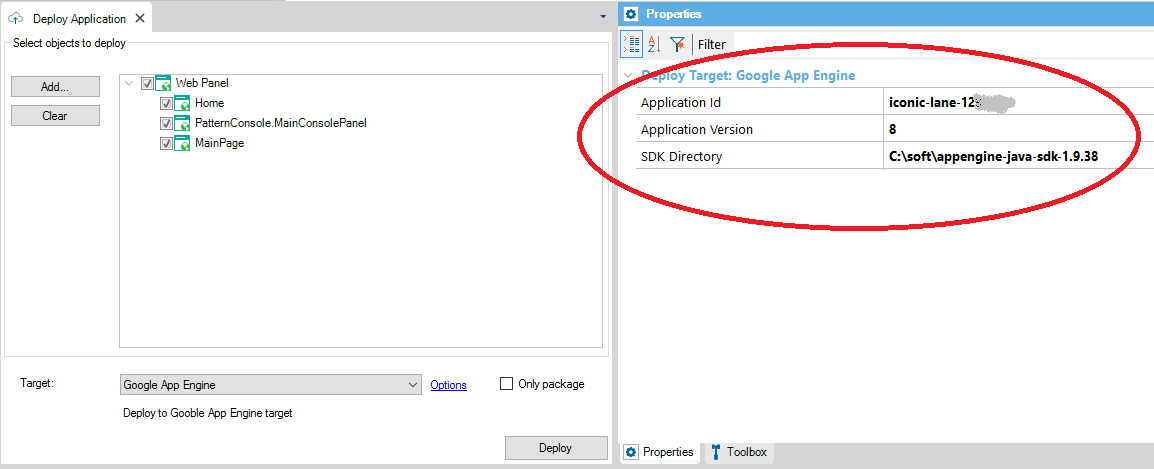 Deploy Application
Select objects to deploy
Add...
Clear
Web Panel
Home
PatternConsole.MainConsolePanel
MainPage
Target:
Google App Engine
Options
Only package
Deploy to Gooble App Engine target
Deploy
Properties
A
Z
Filter
Deploy Target: Google App Engine
Application Id iconic-lane-12
Application Version 8
SDK Directory C:\soft\appengine-java-sdk-1.9.38
Properties
Toolbox